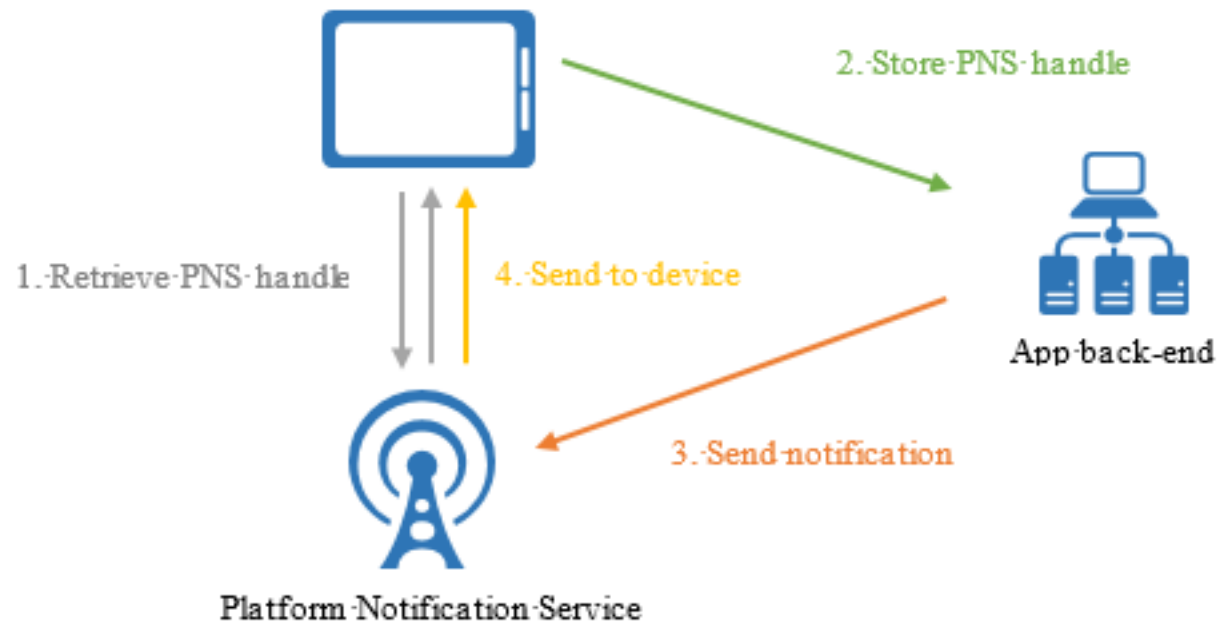 2. Store PNS handle
1. Retrieve PNS handle
4. Send to device
App back-end
3. Send notification
Platform Notification Service